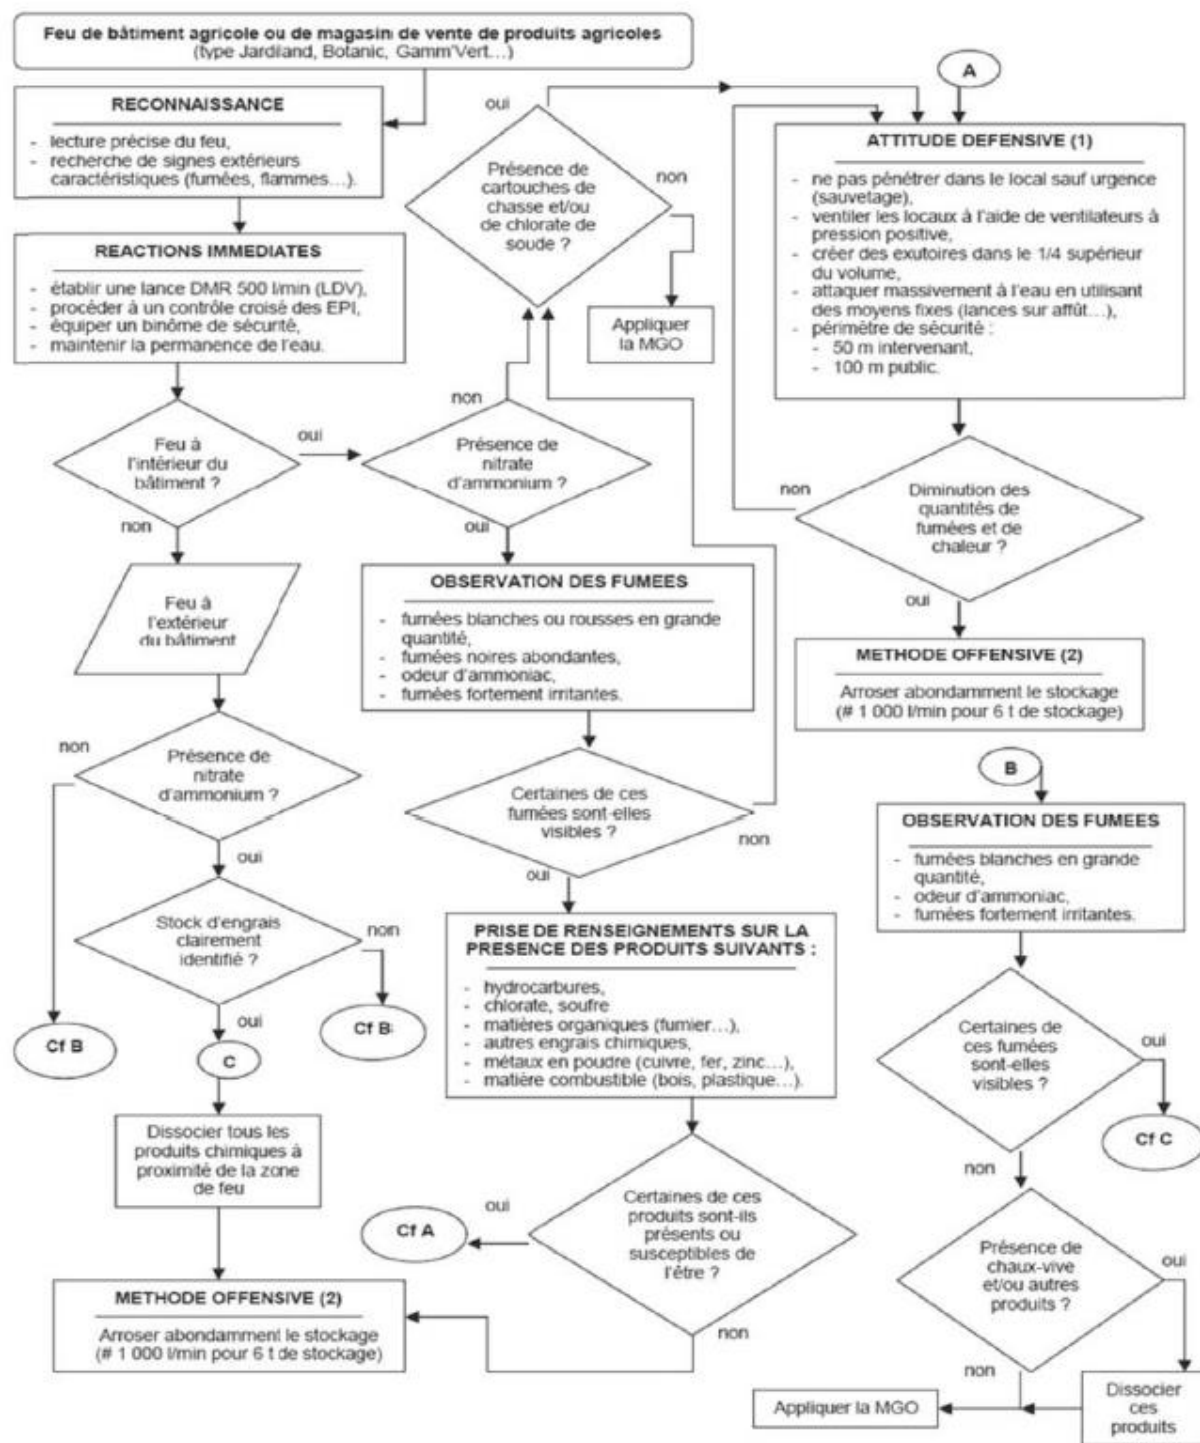 Feu de bâtiment agricole ou de magasin de vente de produits agricoles
(type Jardiland, Botanic, Gamm'Vert…)
RECONNAISSANCE
- lecture précise du feu,
- recherche de signes extérieurs
caractéristiques (fumées, flammes…).
REACTIONS IMMEDIATES
- établir une lance DMR 500 l/min (LDV),
- procéder à un contrôle croisé des EPI,
- équiper un binôme de sécurité,
- maintenir la permanence de l'eau.
Feu à
l'intérieur du
bâtiment ?
oui
non
Feu à
l'extérieur
du bâtiment
Présence de
nitrate
d'ammonium ?
non
oui
Stock d'engrais
clairement
identifié ?
non
oui
Cf B
Cf B:
C
Dissocier tous les
produits chimiques à
proximité de la zone
de feu
METHODE OFFENSIVE (2)
Arroser abondamment le stockage
(# 1 000 l/min pour 6 t de stockage)
oui
Présence de
cartouches de
chasse et/ou
de chlorate de
soude ?
non
Appliquer
la MGO
non
Présence de
nitrate
d'ammonium ?
oui
OBSERVATION DES FUMEES
- fumées blanches ou rousses en grande
quantité,
- fumées noires abondantes,
- odeur d'ammoniac,
- fumées fortement irritantes.
Certaines de ces
fumées sont-elles
visibles ?
non
oui
PRISE DE RENSEIGNEMENTS SUR LA
PRESENCE DES PRODUITS SUIVANTS :
- hydrocarbures,
- chlorate, soufre
- matières organiques (fumier…),
- autres engrais chimiques,
- métaux en poudre (cuivre, fer, zinc…),
- matière combustible (bois, plastique…).
Certaines de ces
produits sont-ils
présents ou
susceptibles de
l'être ?
oui
Cf A
non
A
ATTITUDE DEFENSIVE (1)
- ne pas pénétrer dans le local sauf urgence
(sauvetage),
- ventiler les locaux à l'aide de ventilateurs à
pression positive,
- créer des exutoires dans le 1/4 supérieur
du volume,
- attaquer massivement à l'eau en utilisant
des moyens fixes (lances sur affût…),
- périmètre de sécurité :
- 50 m intervenant,
- 100 m public.
non
Diminution des
quantités de
fumées et de
chaleur ?
oui
METHODE OFFENSIVE (2)
Arroser abondamment le stockage
(# 1 000 l/min pour 6 t de stockage)
B
OBSERVATION DES FUMEES
- fumées blanches en grande
quantité,
- odeur d'ammoniac,
- fumées fortement irritantes.
Certaines de
ces fumées
sont-elles
visibles ?
oui
Cf C
non
Présence de
chaux-vive
et/ou autres
produits ?
oui
non
Dissocier
ces
produits
Appliquer la MGO